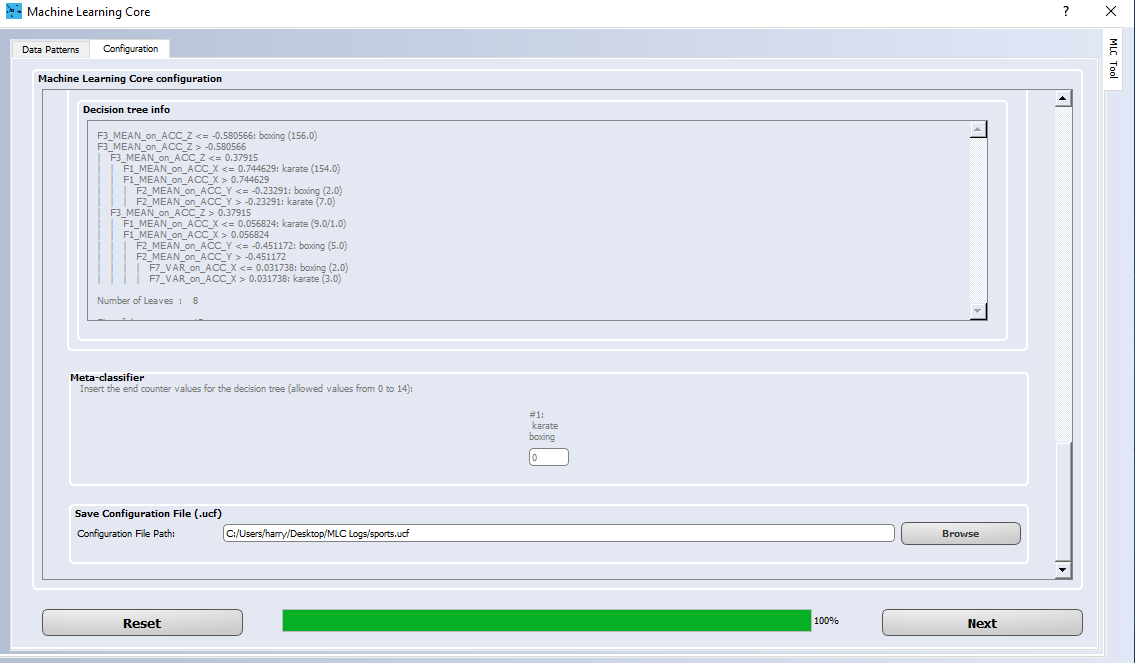 Machine Learning Core
?
Data Patterns
Configuration
MLC Tool
Machine Learning Core configuration
Decision tree info
F3_MEAN_on_ACC_Z <= -0.580566: boxing (156.0)
F3_MEAN_on_ACC_Z > -0.580566
| F3_MEAN_on_ACC_Z <= 0.37915
| | F1_MEAN_on_ACC_X <= 0.744629: karate (154.0)
| | F1_MEAN_on_ACC_X > 0.744629
| | | F2_MEAN_on_ACC_Y <= -0.23291: boxing (2.0)
| | | F2_MEAN_on_ACC_Y > -0.23291: karate (7.0)
| F3_MEAN_on_ACC_Z > 0.37915
| | F1_MEAN_on_ACC_X <= 0.056824: karate (9.0/1.0)
| | F1_MEAN_on_ACC_X > 0.056824
| | | F2_MEAN_on_ACC_Y <= -0.451172: boxing (5.0)
| | | F2_MEAN_on_ACC_Y > -0.451172
| | | | F7_VAR_on_ACC_X <= 0.031738: boxing (2.0)
| | | | F7_VAR_on_ACC_X > 0.031738: karate (3.0)
Number of Leaves : 8
Meta-classifier
Insert the end counter values for the decision tree (allowed values from 0 to 14):
#1:
karate
boxing
0
Save Configuration File (.ucf)
Configuration File Path:
C:/Users/harry/Desktop/MLC Logs/sports.ucf
Browse
Reset
100%
Next